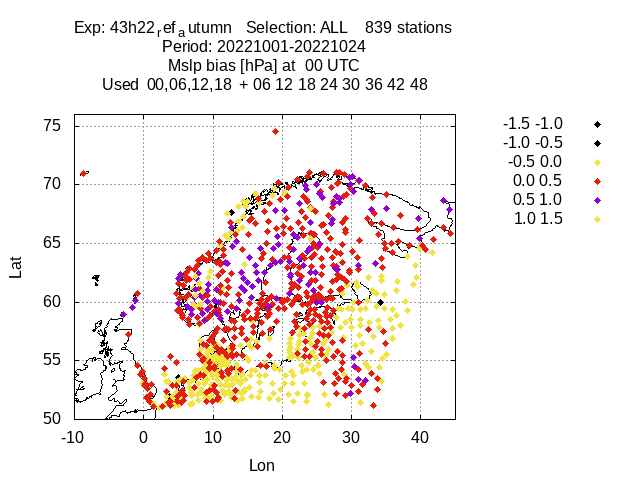 Exp: 43h22refautumn Selection: ALL 839 stations
Period: 20221001-20221024
Mslp bias [hPa] at 00 UTC
Used 00,06,12,18 + 06 12 18 24 30 36 42 48
-1.5 -1.0
-1.0 -0.5
-0.5 0.0
0.0 0.5
0.5 1.0
1.0 1.5
75
70
65
60
55
50
Lat
-10 0 10 20 30 40
Lon